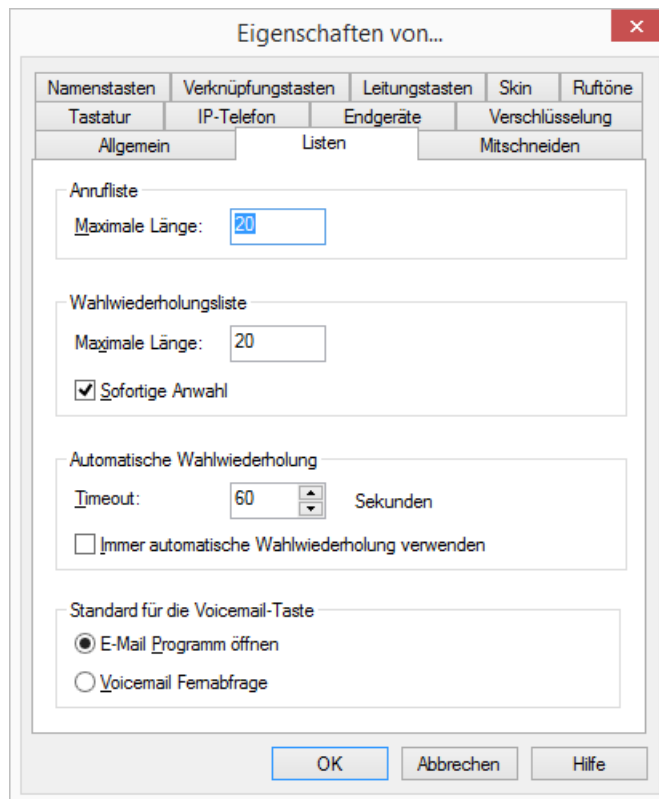 Eigenschaften von...
Namenstasten Verknüpfungstasten Leitungstasten Skin Ruftöne
Tastatur IP-Telefon Endgeräte Verschlüsselung
Allgemein Listen Mitschneiden
Anrufliste
Maximale Länge: 20
Wahlwiederholungsliste
Maximale Länge: 20
Sofortige Anwahl
Automatische Wahlwiederholung
Timeout: 60 Sekunden
Immer automatische Wahlwiederholung verwenden
Standard für die Voicemail-Taste
E-Mail Programm öffnen
Voicemail Fernabfrage
OK Abbrechen Hilfe